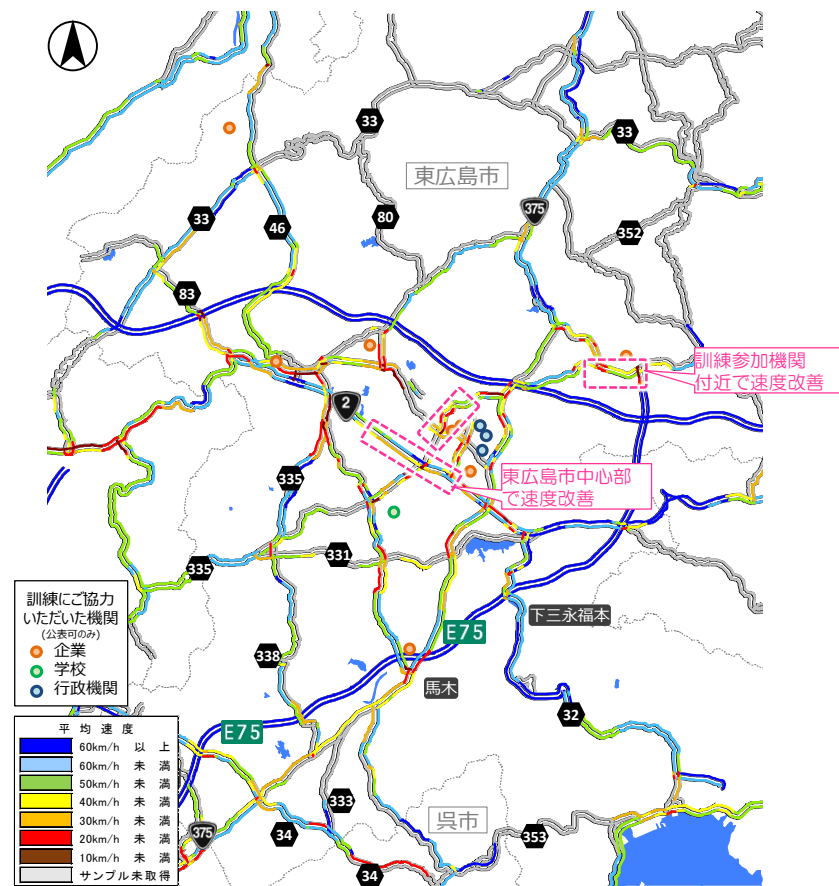 33
33
東広島市
33
46
80
375
352
83
訓練参加機関
付近で速度改善
2
東広島市中心部
で速度改善
335
331
335
訓練にご協力
いただいた機関
(公表可のみ)
企業
学校
行政機関
下三永福本
E75
338
馬木
32
E75
平均速度
60km/h 以上
60km/h 未満
50km/h 未満
40km/h 未満
30km/h 未満
20km/h 未満
10km/h 未満
サンプル未取得
375
34
333
呉市
353
34